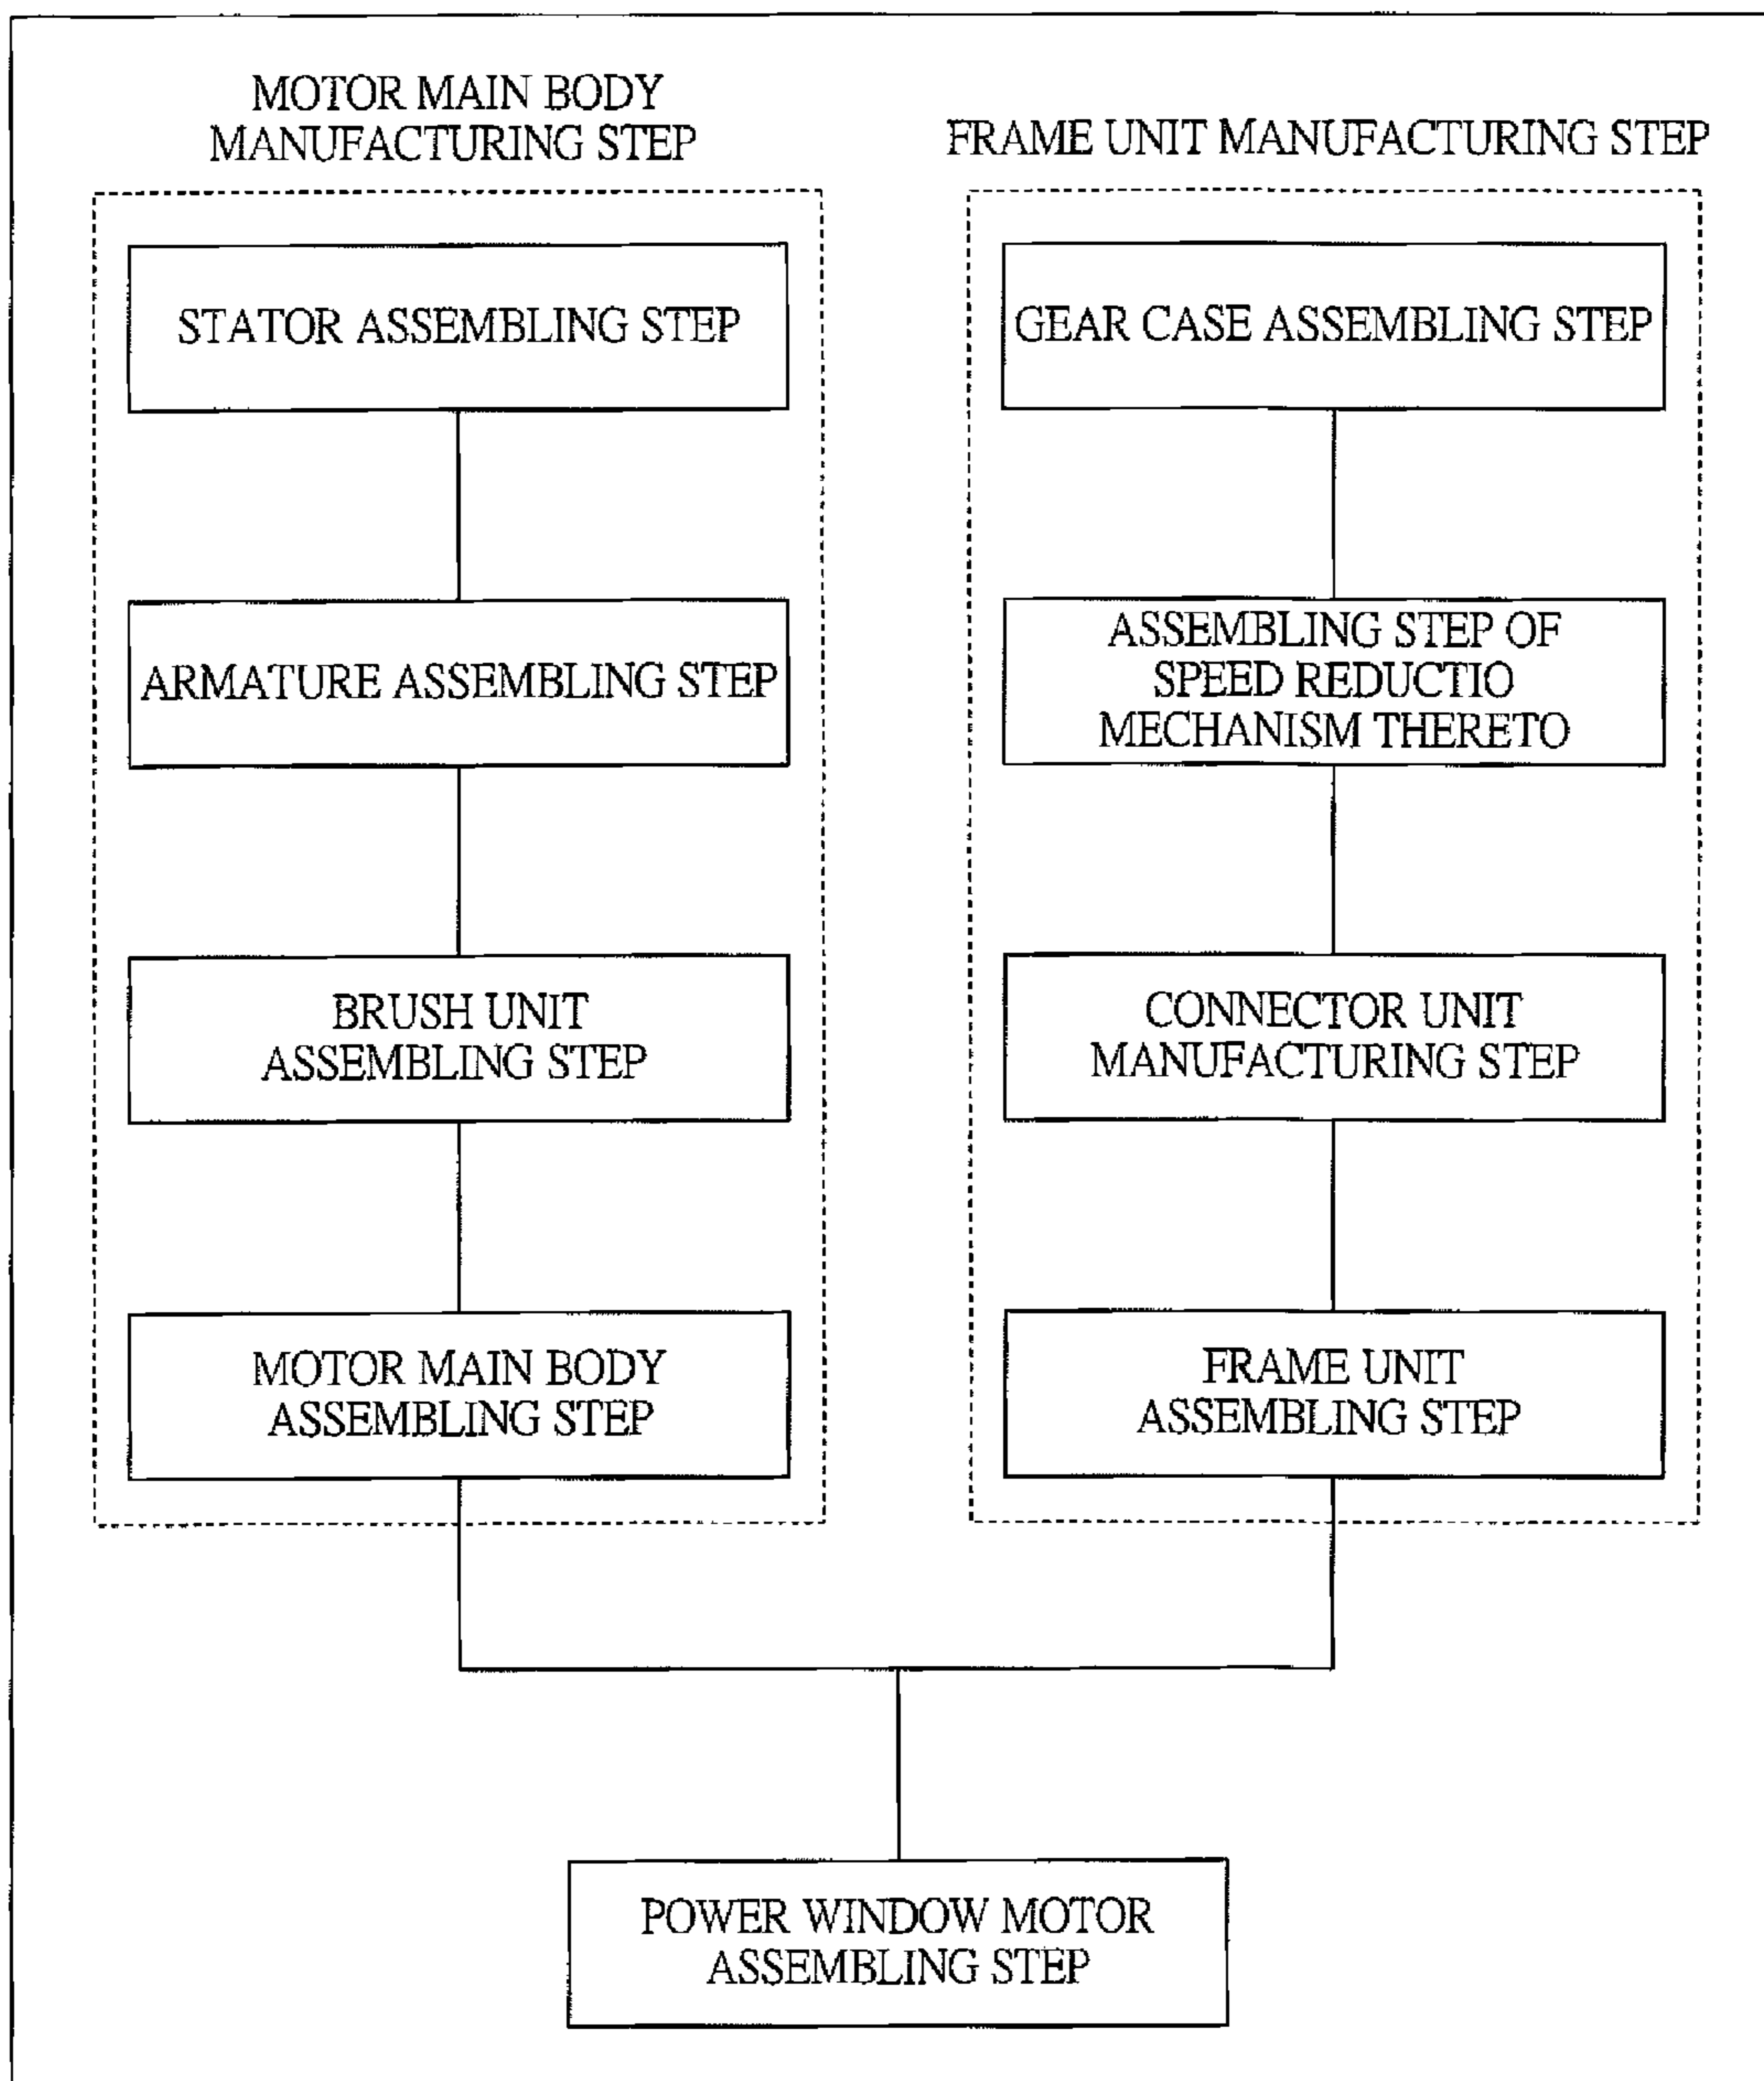 MOTOR MAIN BODY
MANUFACTURING STEP
STATOR ASSEMBLING STEP
ARMATURE ASSEMBLING STEP
BRUSH UNIT
ASSEMBLING STEP
MOTOR MAIN BODY
ASSEMBLING STEP
FRAME UNIT MANUFACTURING STEP
GEAR CASE ASSEMBLING STEP
ASSEMBLING STEP OF
SPEED REDUCTIO
MECHANISM THERETO
CONNECTOR UNIT
MANUFACTURING STEP
FRAME UNIT
ASSEMBLING STEP
POWER WINDOW MOTOR
ASSEMBLING STEP